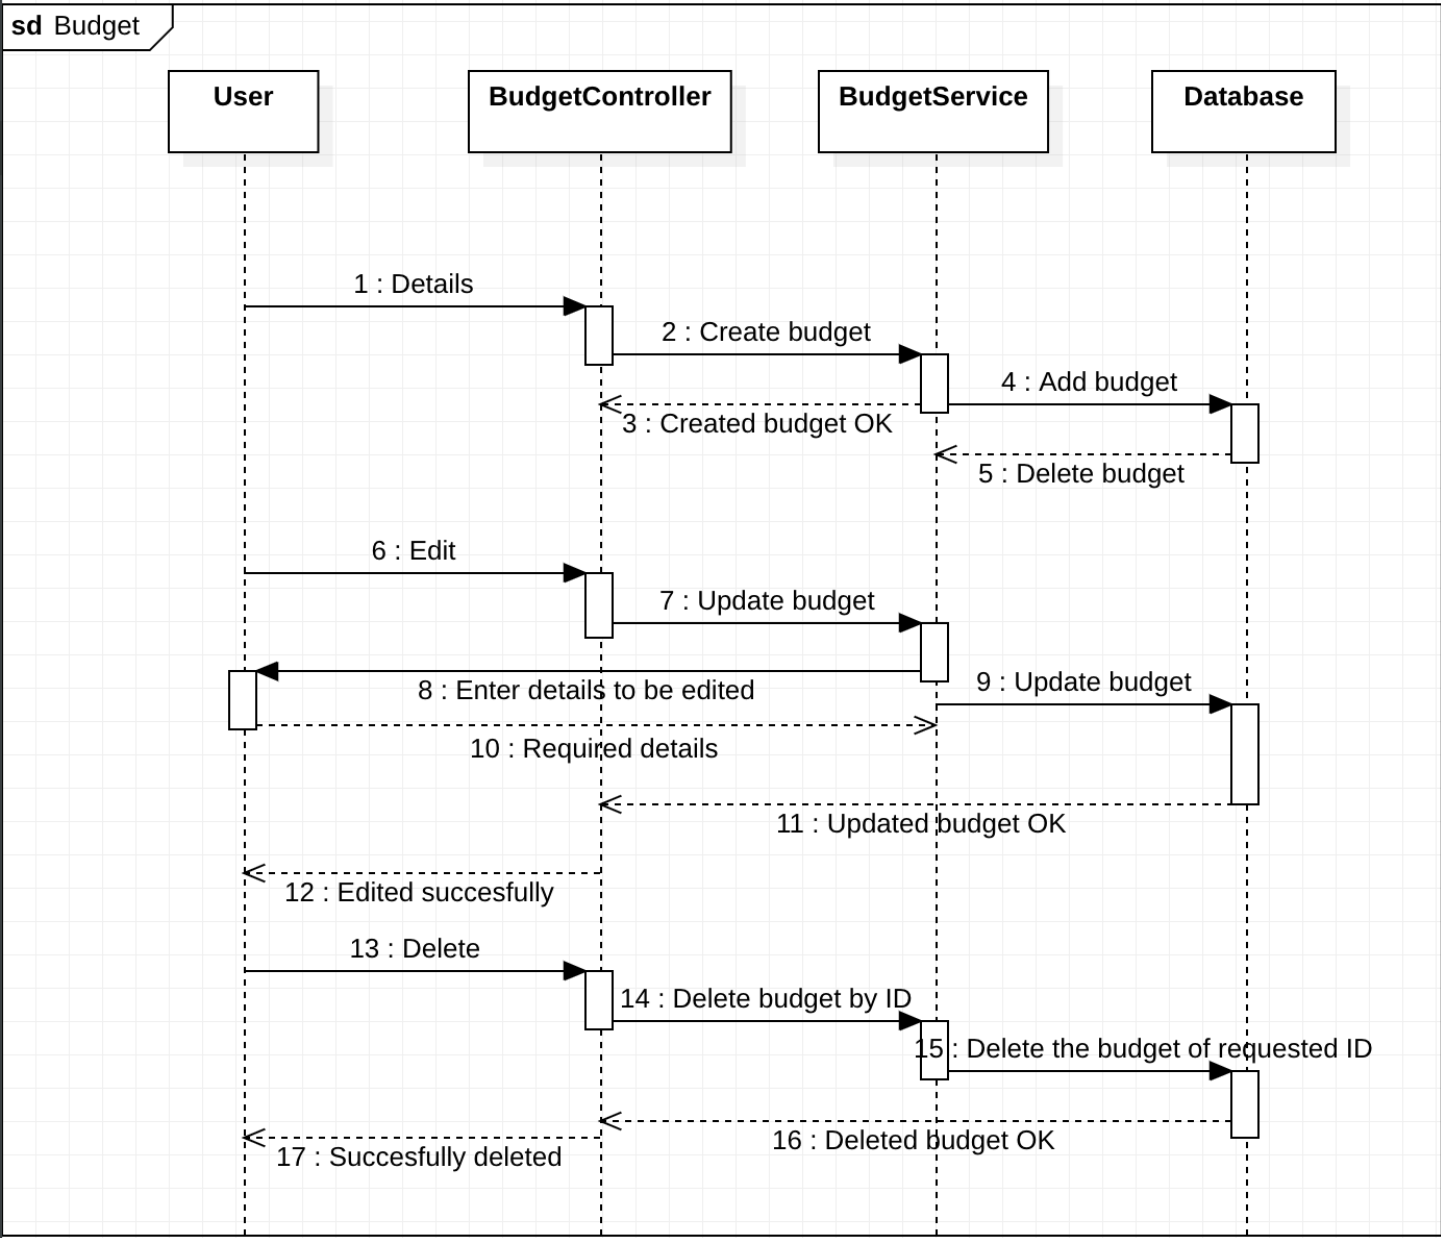 sd Budget
User
BudgetController
BudgetService
Database
1 : Details
2 : Create budget
4 : Add budget
3 : Created budget OK
5 : Delete budget
6 : Edit
7 : Update budget
8 : Enter details to be edited
9 : Update budget
10 : Required details
11 : Updated budget OK
12 : Edited succesfully
13 : Delete
14 : Delete budget by ID
15 : Delete the budget of requested ID
16 : Deleted budget OK
17 : Succesfully deleted